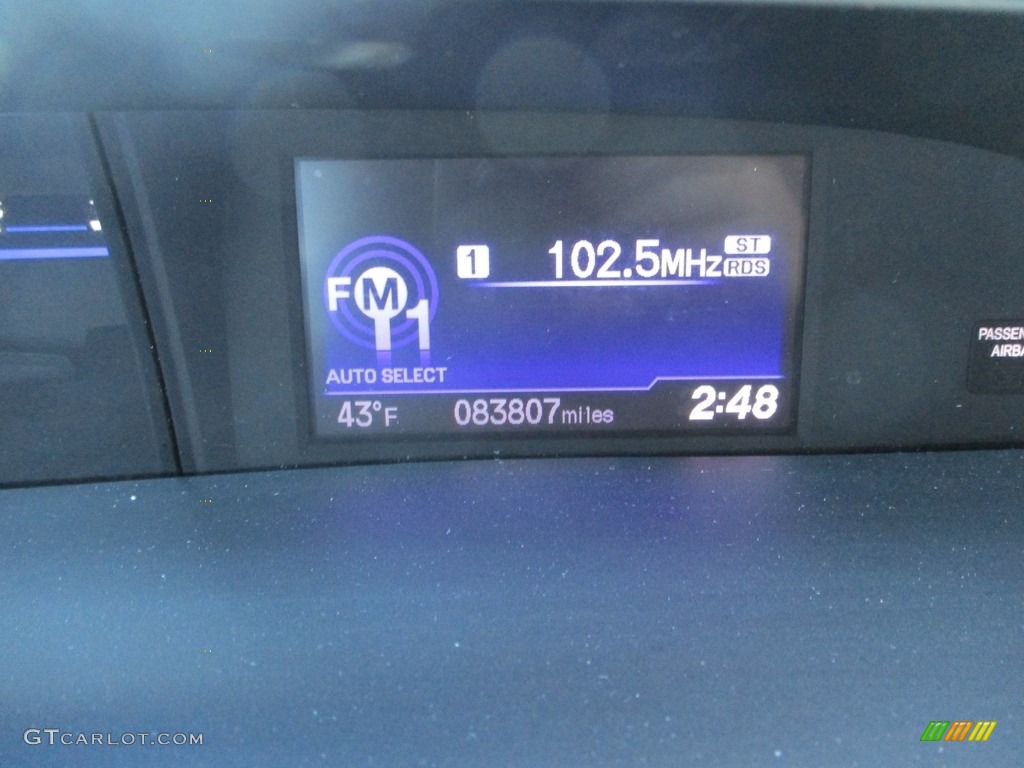 1 102.5MHz ST
RDS
FM1
AUTO SELECT
43°F 083807miles 2:48
PASSEN
AIRBA
GTCARLOT.COM